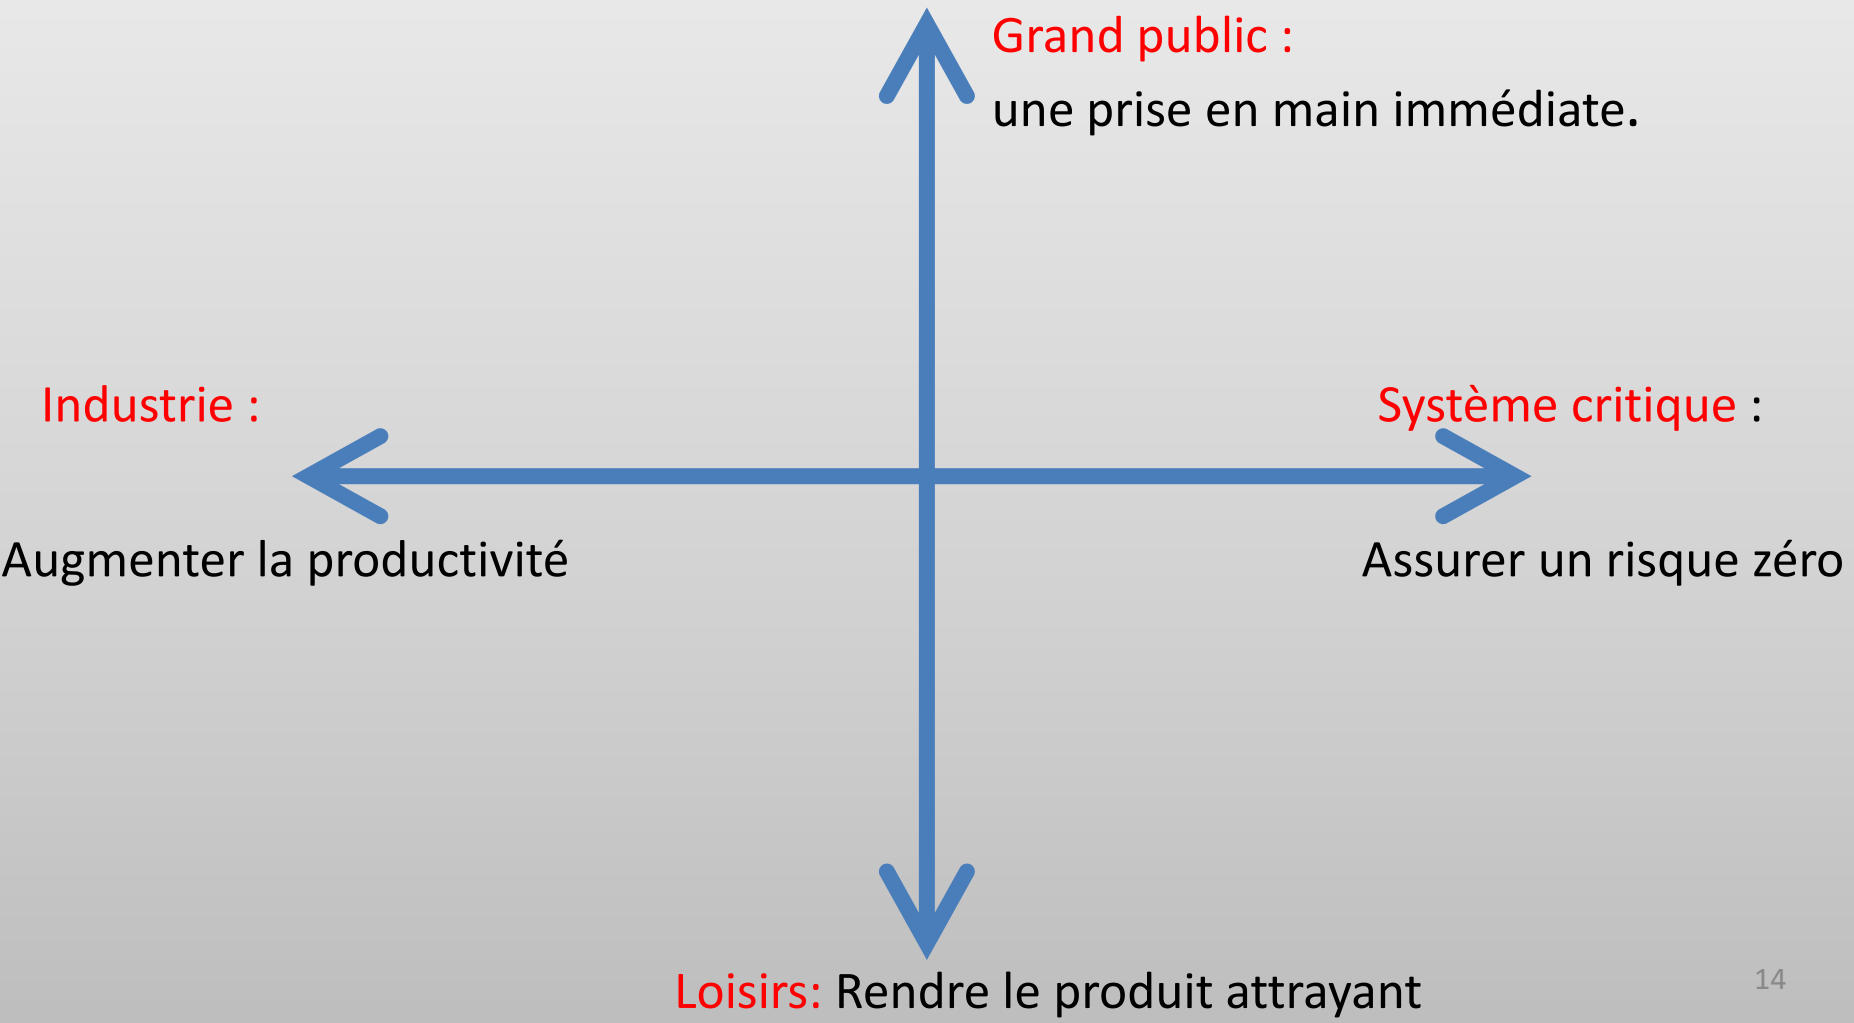 Grand public :
une prise en main immédiate.
Industrie :
Système critique :
Augmenter la productivité
Assurer un risque zéro
Loisirs: Rendre le produit attrayant
14